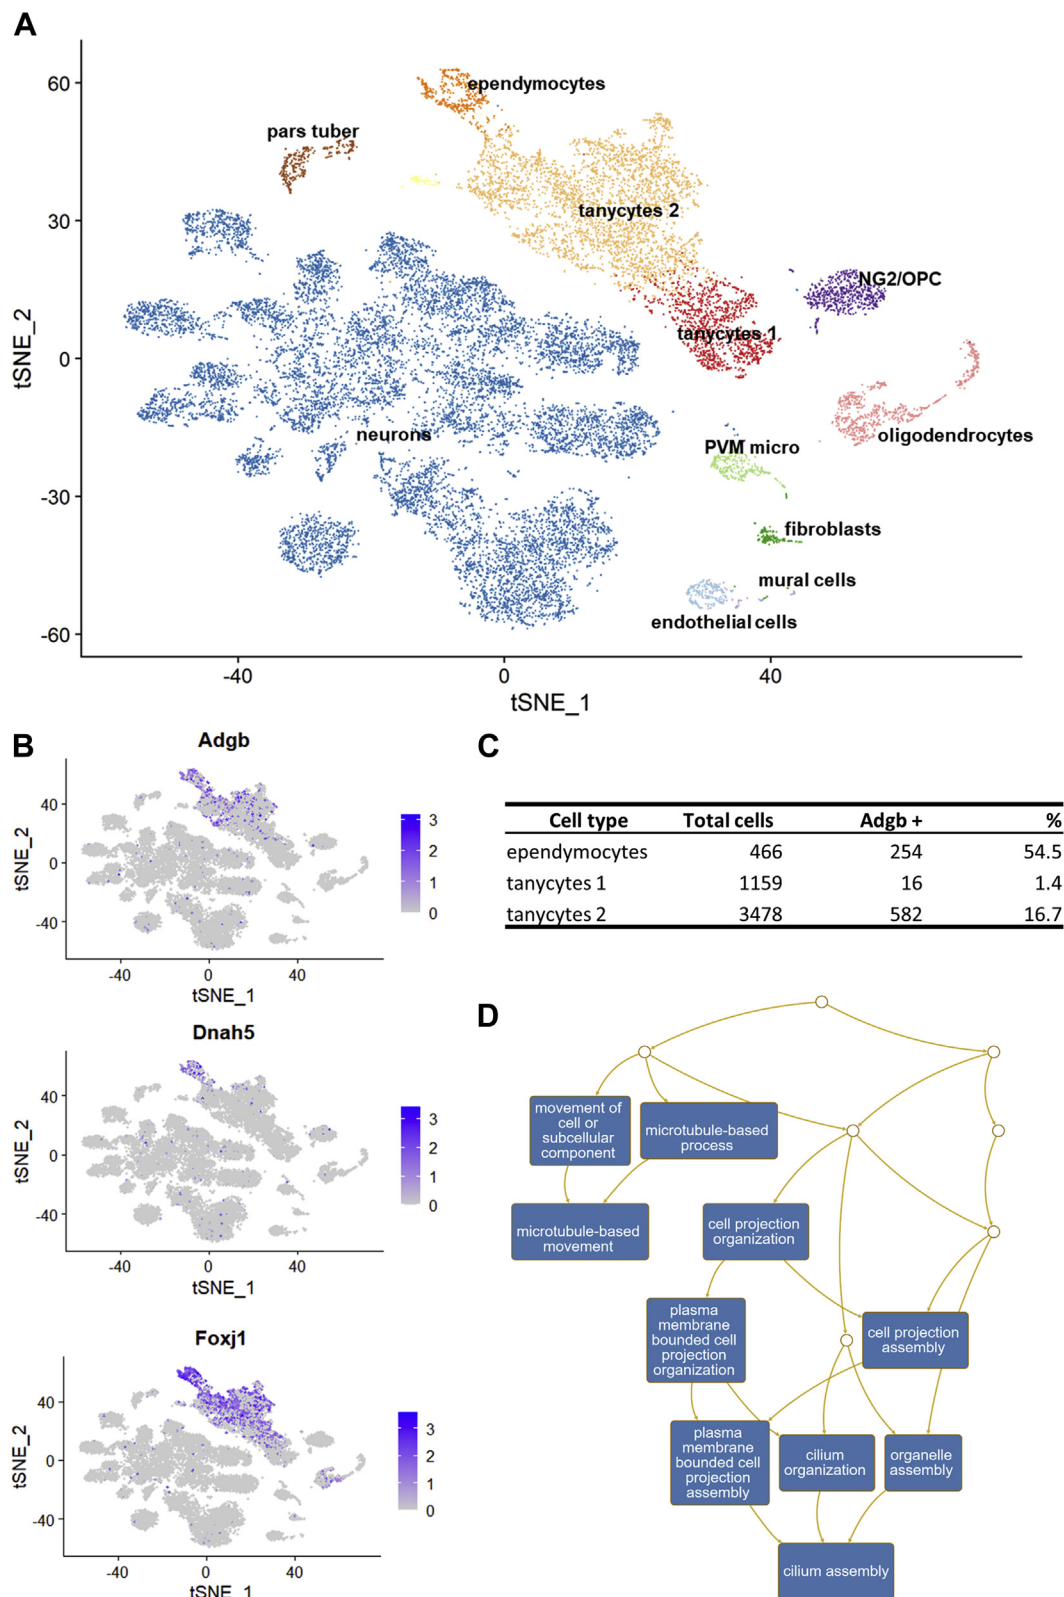 A
60
30
0
-30
-60
tSNE_2
ependymocytes
pars tuber
tanycytes 2
NG2/OPC
tanycytes 1
neurons
oligodendrocytes
PVM micro
fibroblasts
mural cells
endothelial cells
-40
0
40
tSNE_1
B
Adgb
40
0
-40
tSNE_2
3
2
1
0
-40
0
40
tSNE_1
Dnah5
40
0
-40
tSNE_2
3
2
1
0
-40
0
40
tSNE_1
Foxj1
40
0
-40
tSNE_2
3
2
1
0
-40
0
40
tSNE_1
C
Cell type Total cells Adgb + %
ependymocytes 466 254 54.5
tanycytes 1 1159 16 1.4
tanycytes 2 3478 582 16.7
D
movement of
cell or
subcellular
component
microtubule-based
process
microtubule-based
movement
cell projection
organization
plasma
membrane
bounded cell
projection
organization
cell projection
assembly
plasma
membrane
bounded cell
projection
assembly
cilium
organization
organelle
assembly
cilium assembly